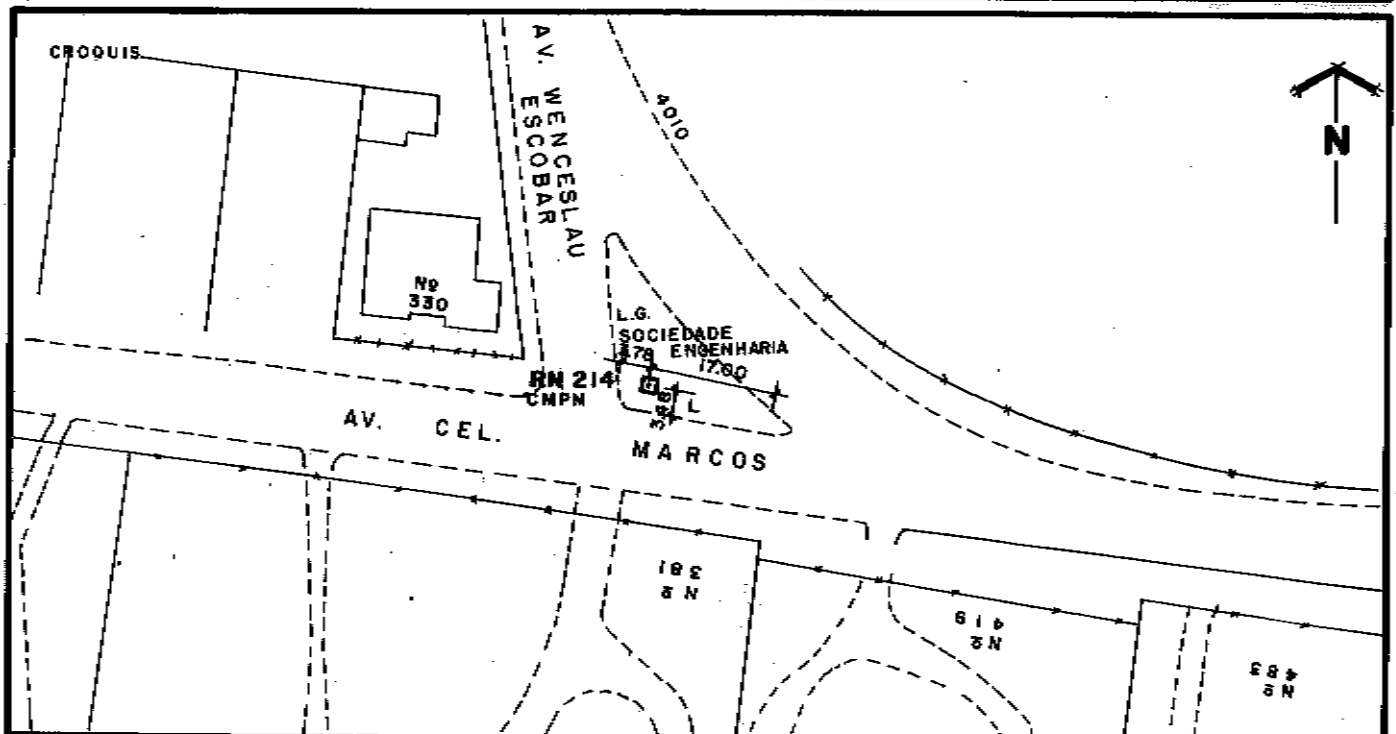 CROQUIS
N
AV. WENCESLAU
ESCOBAR
4010
Nº
330
L.G.
SOCIEDADE
ENGENHARIA
17.60
RN 214
CMPM
L
AV. CEL. MARCOS
Nº
381
Nº
419
Nº
483